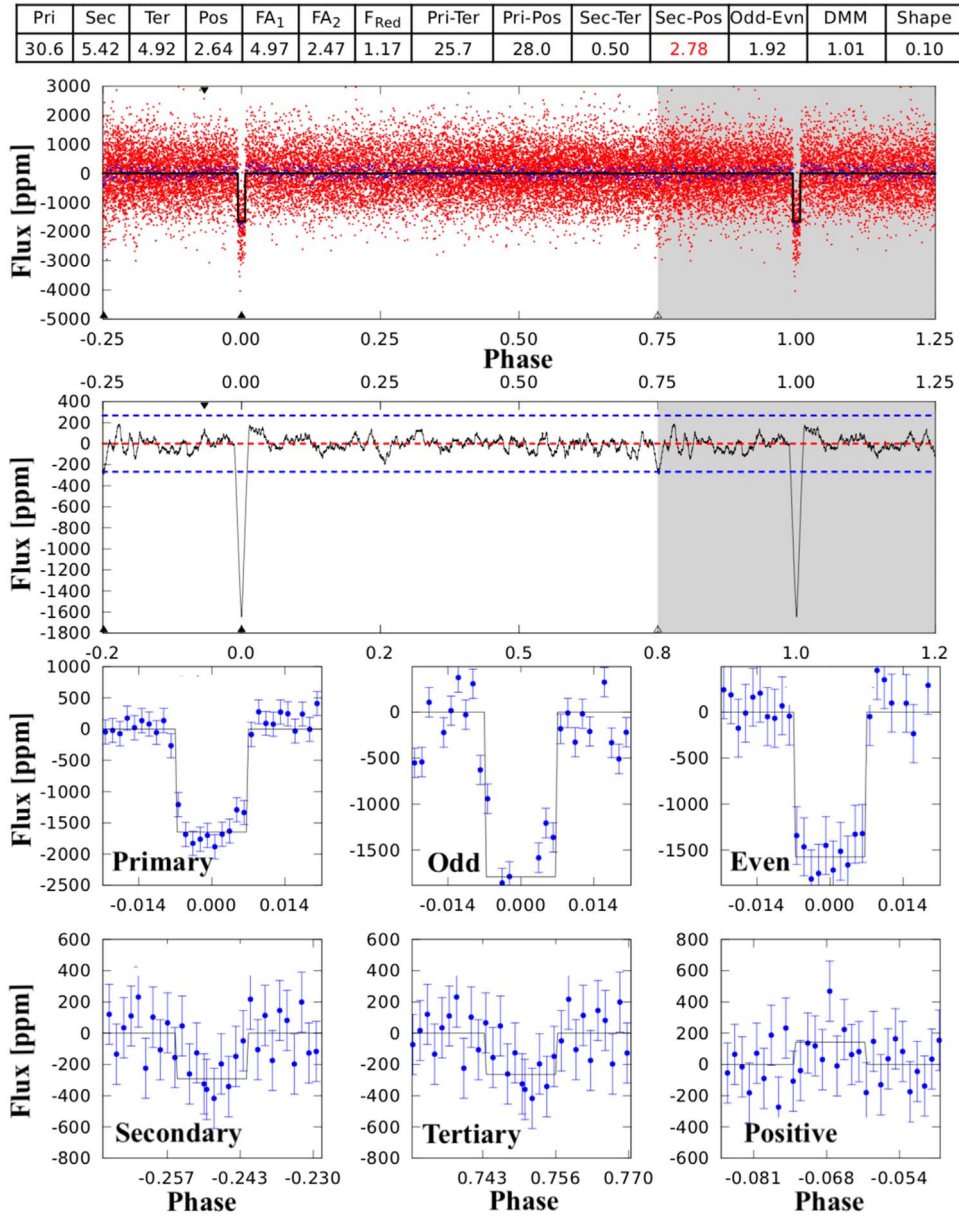 Pri Sec Ter Pos FA1 FA2 FRed Pri-Ter Pri-Pos Sec-Ter Sec-Pos Odd-Evn DMM Shape
30.6 5.42 4.92 2.64 4.97 2.47 1.17 25.7 28.0 0.50 2.78 1.92 1.01 0.10
Flux [ppm]
3000
2000
1000
0
-1000
-2000
-3000
-4000
-5000
-0.25 0.00 0.25 0.50 0.75 1.00 1.25
Phase
-0.25 0.00 0.25 0.50 0.75 1.00 1.25
Flux [ppm]
400
200
0
-200
-400
-600
-800
-1000
-1200
-1400
-1600
-1800
-0.2 0.0 0.2 0.5 0.8 1.0 1.2
Flux [ppm]
1000
500
0
-500
-1000
-1500
-2000
-2500
Primary
-0.014 0.000 0.014
0
-500
-1000
-1500
Odd
-0.014 0.000 0.014
0
-500
-1000
-1500
Even
-0.014 0.000 0.014
Flux [ppm]
600
400
200
0
-200
-400
-600
-800
Secondary
-0.257 -0.243 -0.230
Phase
600
400
200
0
-200
-400
-600
-800
Tertiary
0.743 0.756 0.770
Phase
800
600
400
200
0
-200
-400
-600
Positive
-0.081 -0.068 -0.054
Phase